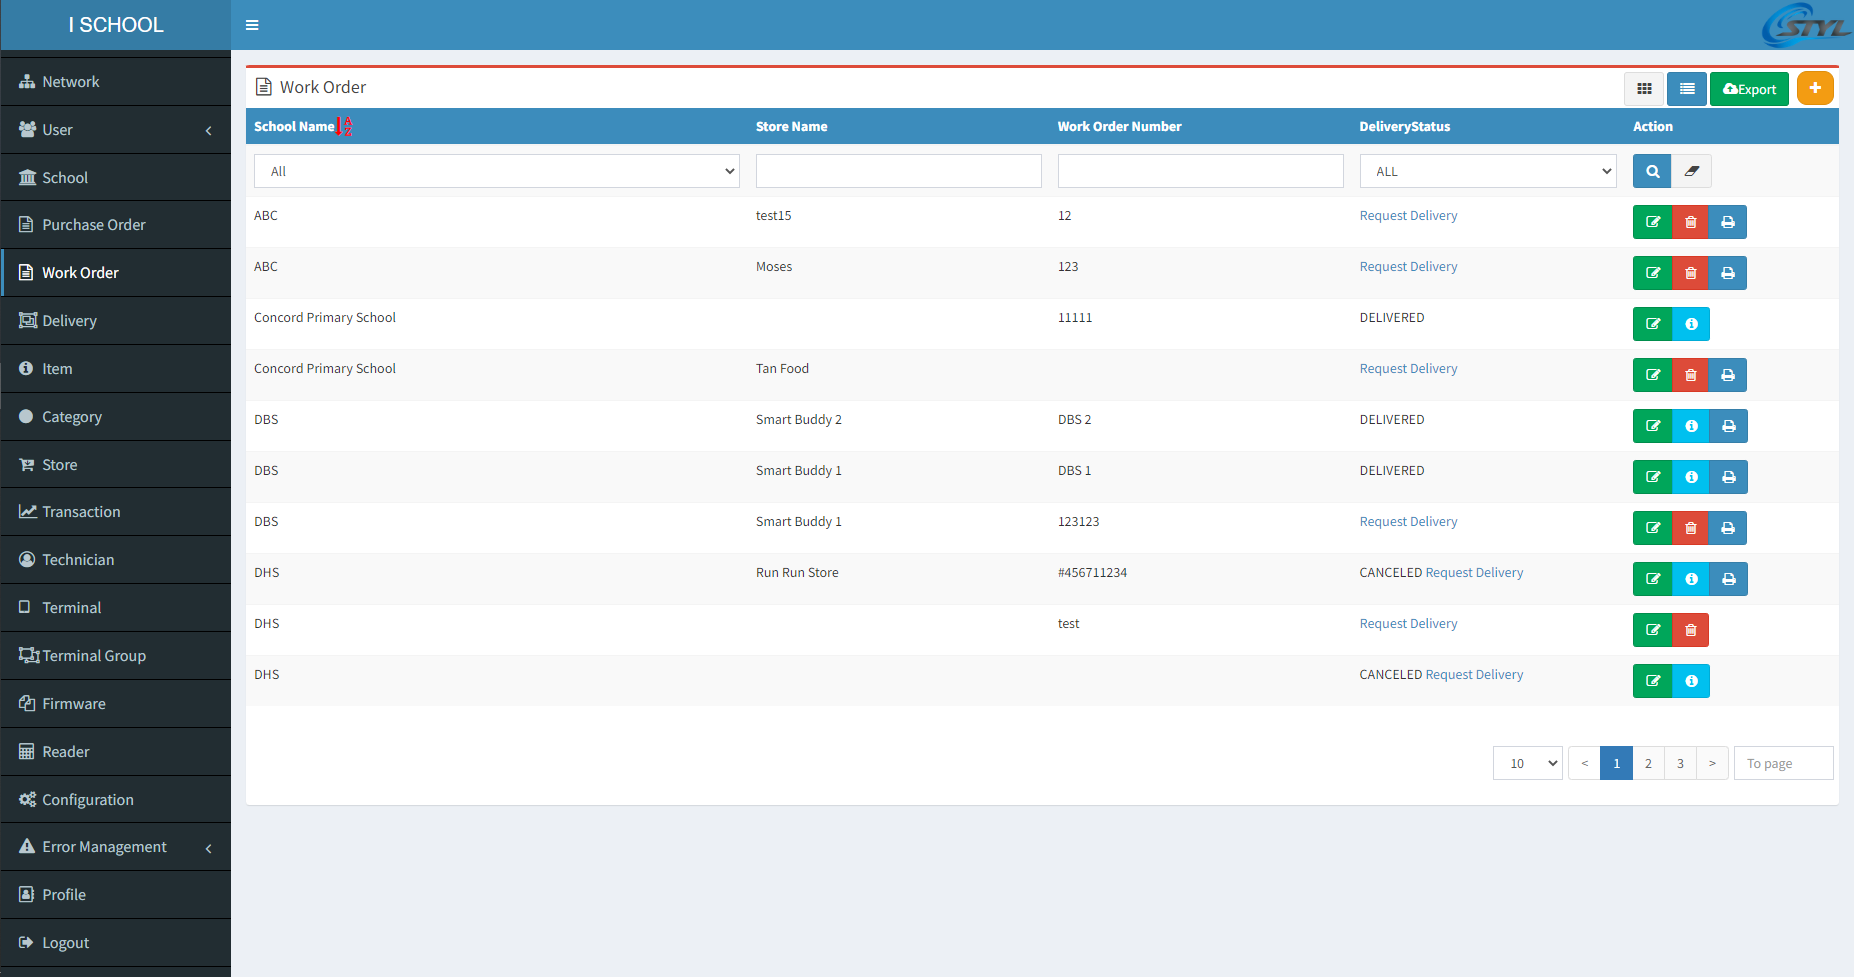 I SCHOOL
STYL
Network
User
School
Purchase Order
Work Order
Delivery
Item
Category
Store
Transaction
Technician
Terminal
Terminal Group
Firmware
Reader
Configuration
Error Management
Profile
Logout
Work Order
Export
School Name Store Name Work Order Number DeliveryStatus Action
All ALL
ABC test15 12 Request Delivery
ABC Moses 123 Request Delivery
Concord Primary School 11111 DELIVERED
Concord Primary School Tan Food Request Delivery
DBS Smart Buddy 2 DBS 2 DELIVERED
DBS Smart Buddy 1 DBS 1 DELIVERED
DBS Smart Buddy 1 123123 Request Delivery
DHS Run Run Store #456711234 CANCELED Request Delivery
DHS test Request Delivery
DHS CANCELED Request Delivery
10 < 1 2 3 > To page